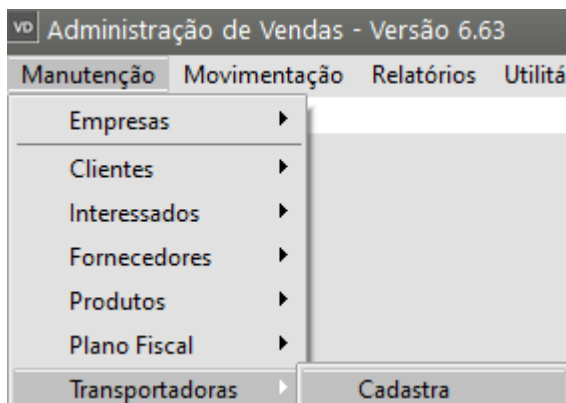 VD Administração de Vendas - Versão 6.63
Manutenção Movimentação Relatórios Utilitá
Empresas
Clientes
Interessados
Fornecedores
Produtos
Plano Fiscal
Transportadoras Cadastra